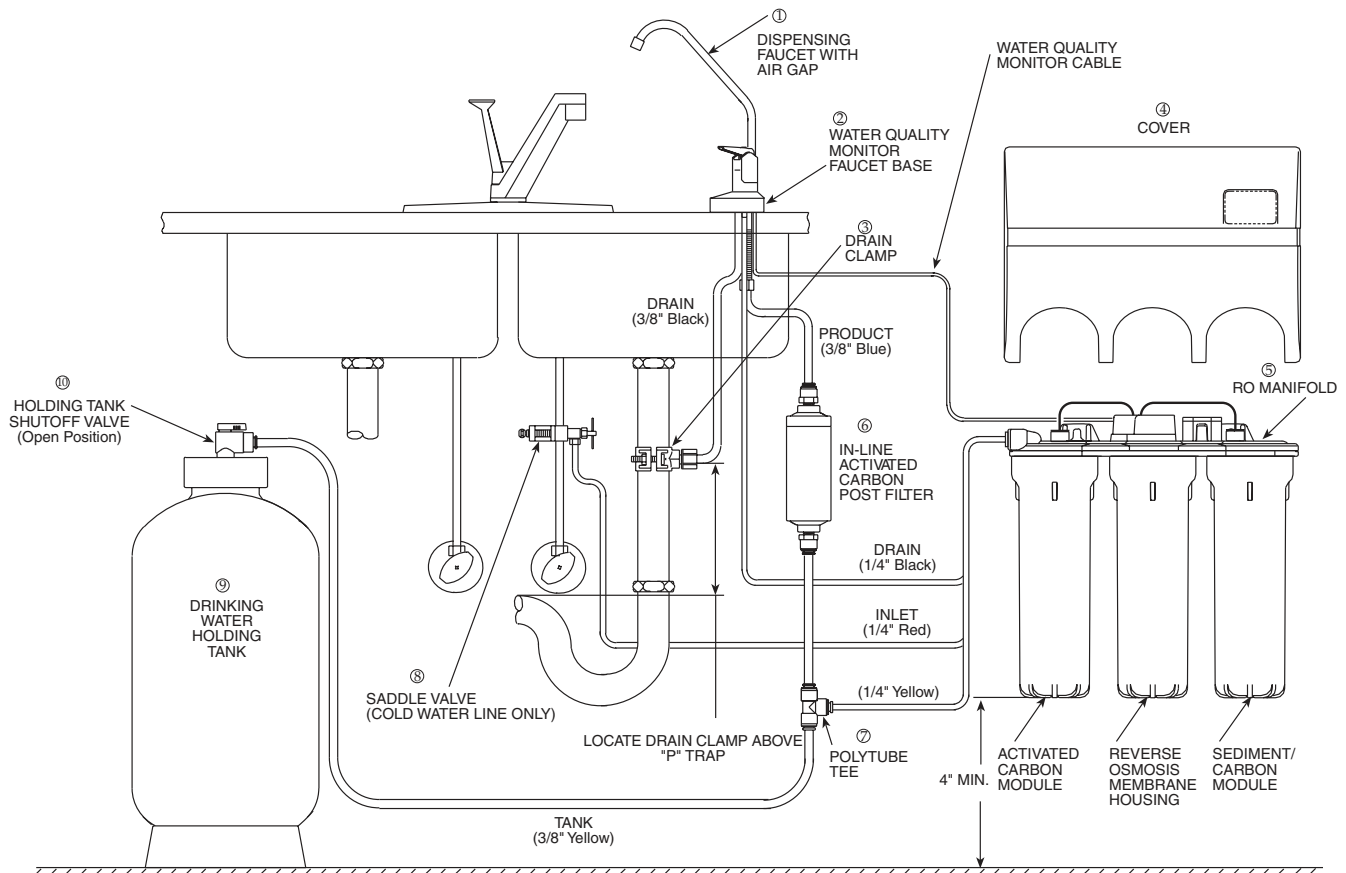 ①
DISPENSING
FAUCET WITH
AIR GAP
WATER QUALITY
MONITOR CABLE
②
WATER QUALITY
MONITOR
FAUCET BASE
④
COVER
③
DRAIN
CLAMP
DRAIN
(3/8" Black)
PRODUCT
(3/8" Blue)
⑤
RO MANIFOLD
⑩
HOLDING TANK
SHUTOFF VALVE
(Open Position)
⑥
IN-LINE
ACTIVATED
CARBON
POST FILTER
DRAIN
(1/4" Black)
⑨
DRINKING
WATER
HOLDING
TANK
INLET
(1/4" Red)
⑧
SADDLE VALVE
(COLD WATER LINE ONLY)
(1/4" Yellow)
LOCATE DRAIN CLAMP ABOVE
"P" TRAP
⑦
POLYTUBE
TEE
4" MIN.
ACTIVATED
CARBON
MODULE
REVERSE
OSMOSIS
MEMBRANE
HOUSING
SEDIMENT/
CARBON
MODULE
TANK
(3/8" Yellow)